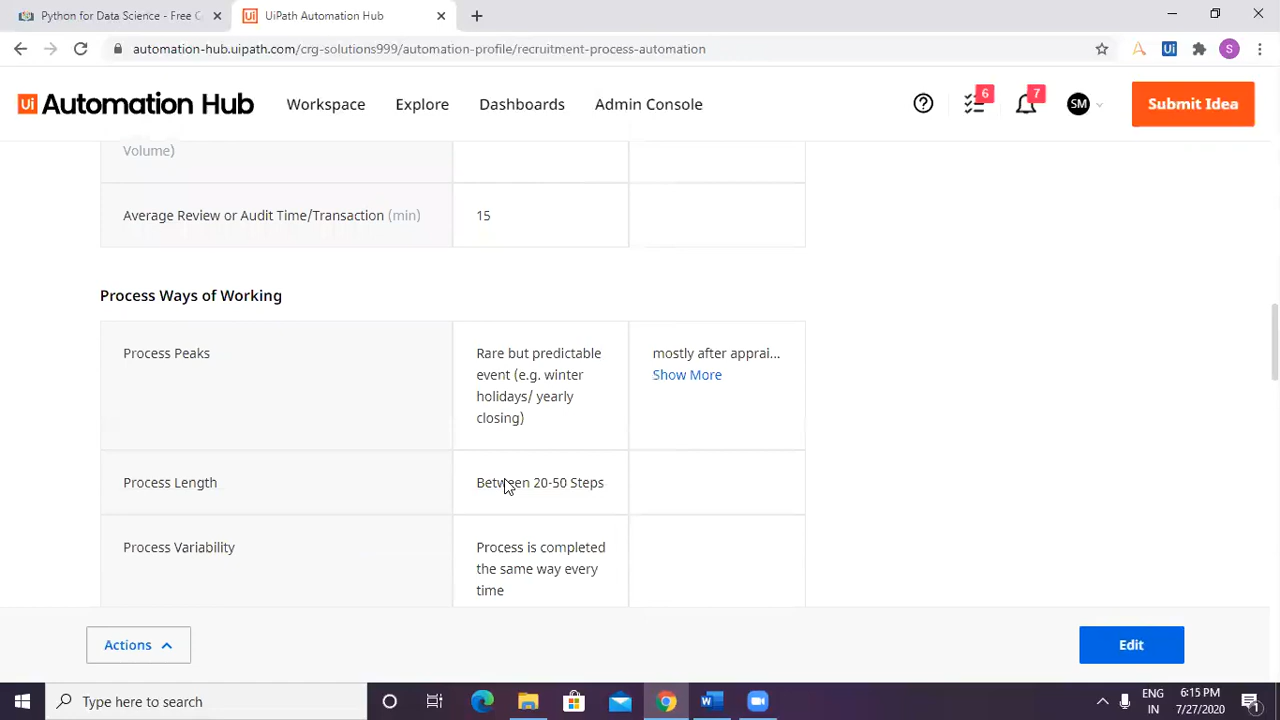 Python for Data Science - Free C
UiPath Automation Hub
automation-hub.uipath.com/crg-solutions999/automation-profile/recruitment-process-automation
S
Ui Automation Hub
Workspace
Explore
Dashboards
Admin Console
6
7
SM
Submit Idea
Volume)
Average Review or Audit Time/Transaction (min)
15
Process Ways of Working
Process Peaks
Rare but predictable
event (e.g. winter
holidays/ yearly
closing)
mostly after apprai...
Show More
Process Length
Between 20-50 Steps
Process Variability
Process is completed
the same way every
time
Actions
Edit
Type here to search
ENG
IN
6:15 PM
7/27/2020
1